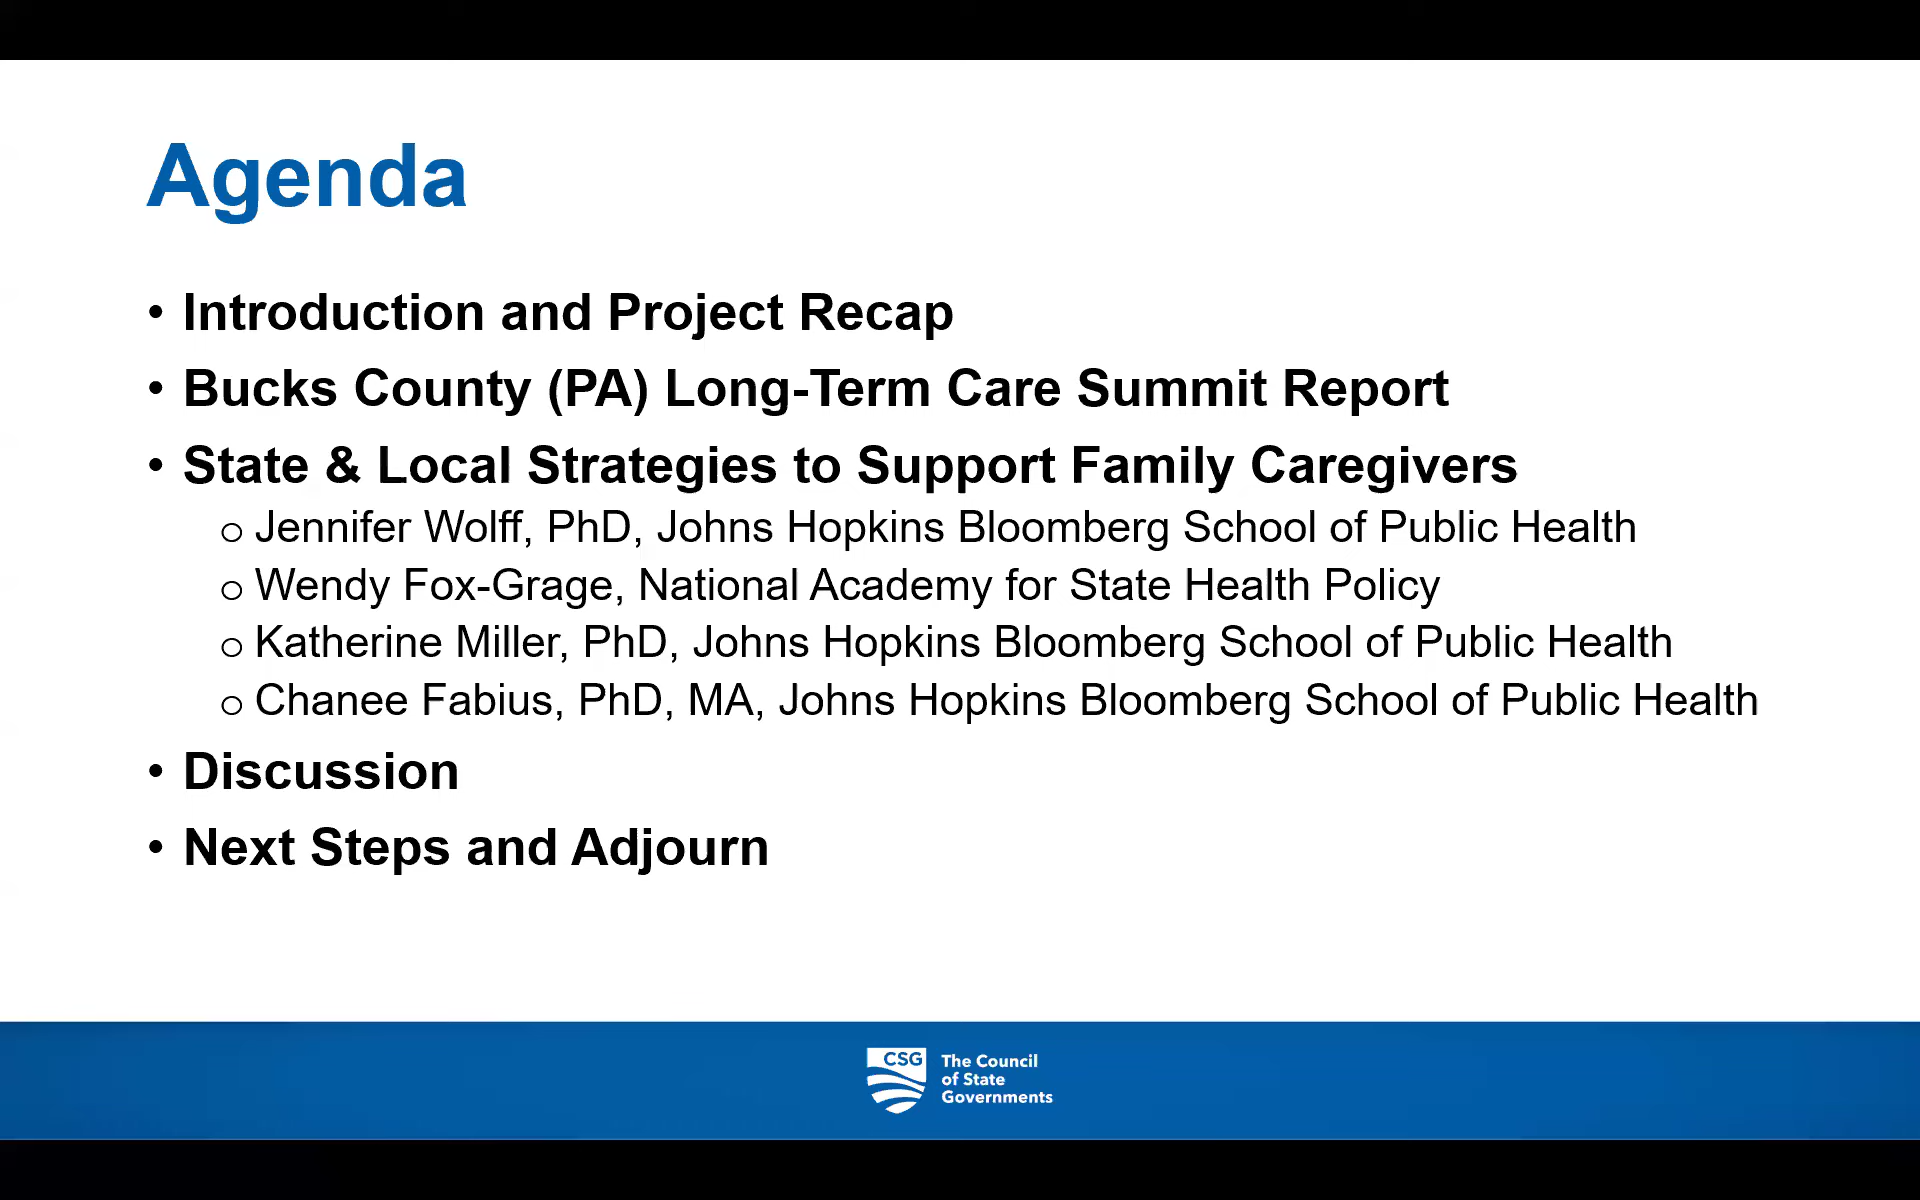 Agenda
• Introduction and Project Recap
• Bucks County (PA) Long-Term Care Summit Report
• State & Local Strategies to Support Family Caregivers
o Jennifer Wolff, PhD, Johns Hopkins Bloomberg School of Public Health
o Wendy Fox-Grage, National Academy for State Health Policy
o Katherine Miller, PhD, Johns Hopkins Bloomberg School of Public Health
o Chanee Fabius, PhD, MA, Johns Hopkins Bloomberg School of Public Health
• Discussion
• Next Steps and Adjourn
CSG
The Council
of State
Governments